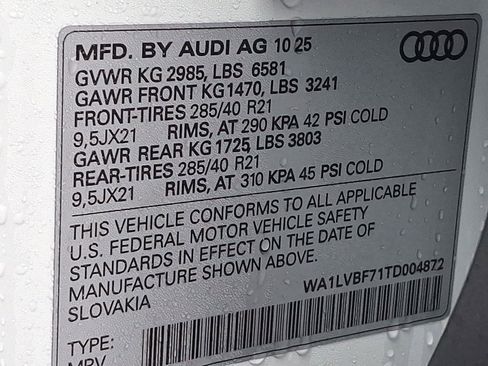 MFD. BY AUDI AG 10 25
GVWR KG 2985, LBS 6581
GAWR FRONT KG1470, LBS 3241
FRONT-TIRES 285/40 R21
9,5JX21 RIMS, AT 290 KPA 42 PSI COLD
GAWR REAR KG 1725 LBS 3803
REAR-TIRES 285/40 R21
9,5JX21 RIMS, AT 310 KPA 45 PSI COLD
THIS VEHICLE CONFORMS TO ALL APPLICABLE
U.S. FEDERAL MOTOR VEHICLE SAFETY
STANDARDS IN EFFECT ON THE DATE OF
MANUFACTURE SHOWN ABOVE.
SLOVAKIA
WA1LVBF71TD004872
TYPE:
MPV